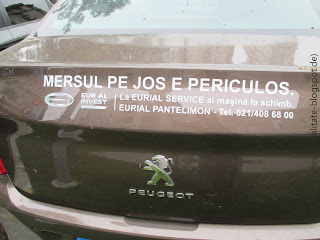 MERSUL PE JOS E PERICULOS.
EURIAL INVEST
La EURIAL SERVICE ai mașină la schimb.
EURIAL PANTELIMON - Tel. 021/408 68 00
PEUGEOT